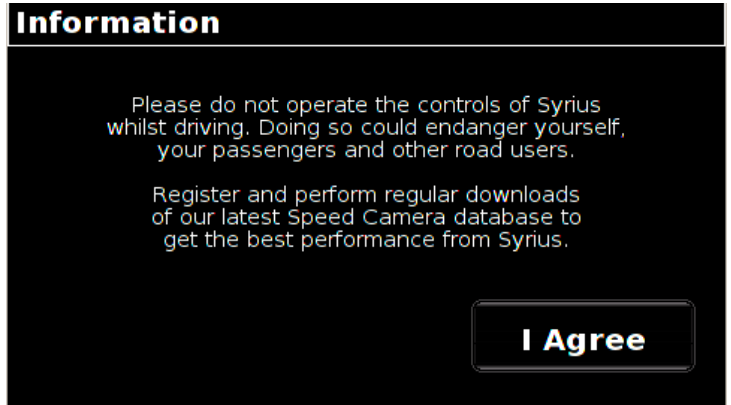 Information
Please do not operate the controls of Syrius
whilst driving. Doing so could endanger yourself,
your passengers and other road users.
Register and perform regular downloads
of our latest Speed Camera database to
get the best performance from Syrius.
I Agree